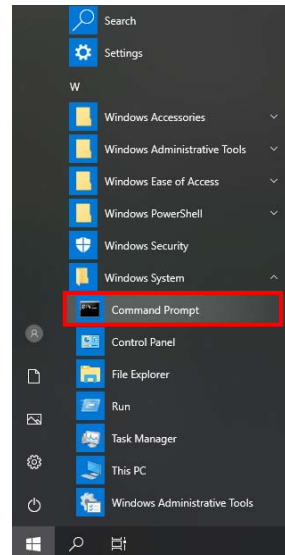 Search
Settings
W
Windows Accessories
Windows Administrative Tools
Windows Ease of Access
Windows PowerShell
Windows Security
Windows System
Command Prompt
Control Panel
File Explorer
Run
Task Manager
This PC
Windows Administrative Tools